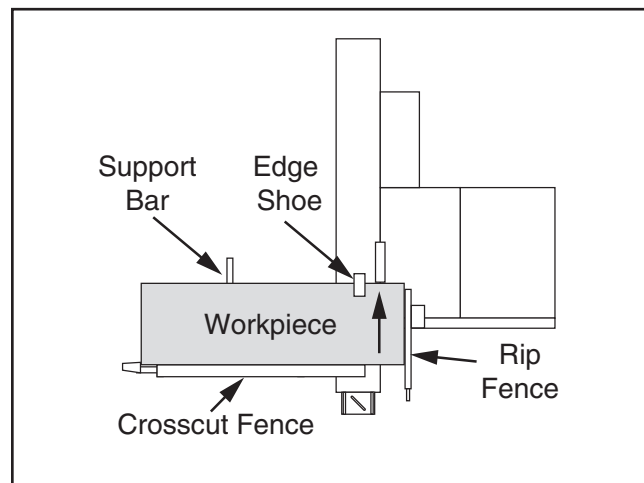 Support
Bar
Edge
Shoe
Workpiece
Rip
Fence
Crosscut Fence